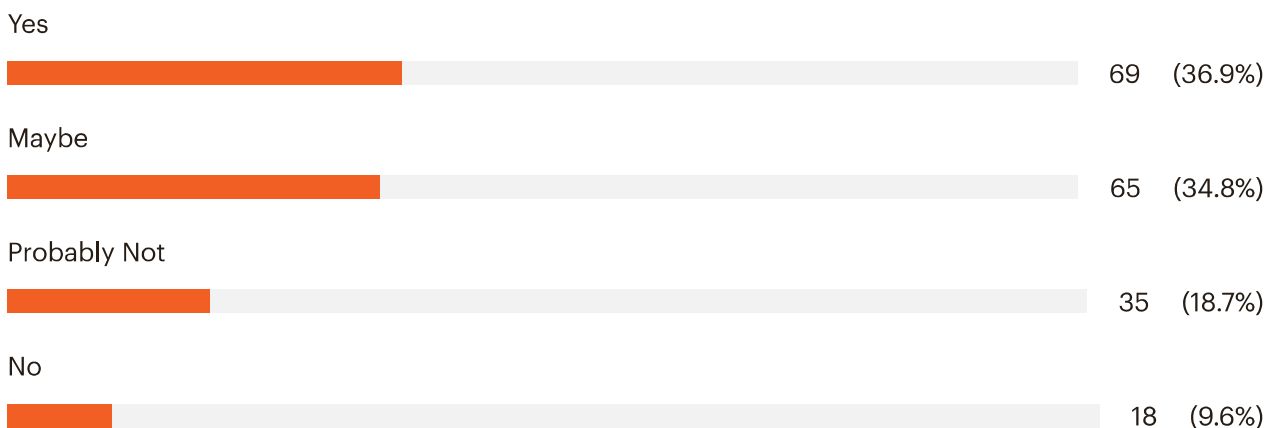 Yes
69 (36.9%)
Maybe
65 (34.8%)
Probably Not
35 (18.7%)
No
18 (9.6%)